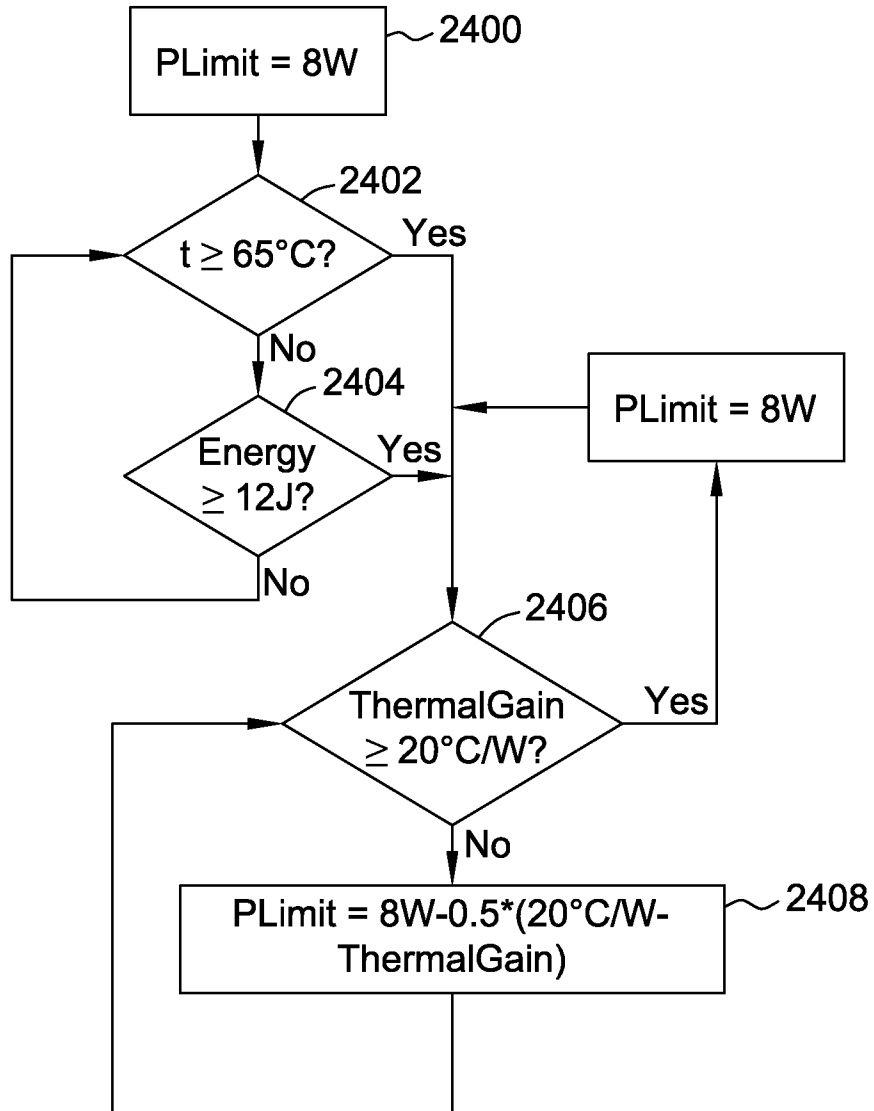 2400
PLimit = 8W
2402
t ≥ 65°C?
Yes
No
2404
Energy
≥ 12J?
Yes
No
PLimit = 8W
2406
ThermalGain
≥ 20°C/W?
Yes
No
2408
PLimit = 8W-0.5*(20°C/W-
ThermalGain)